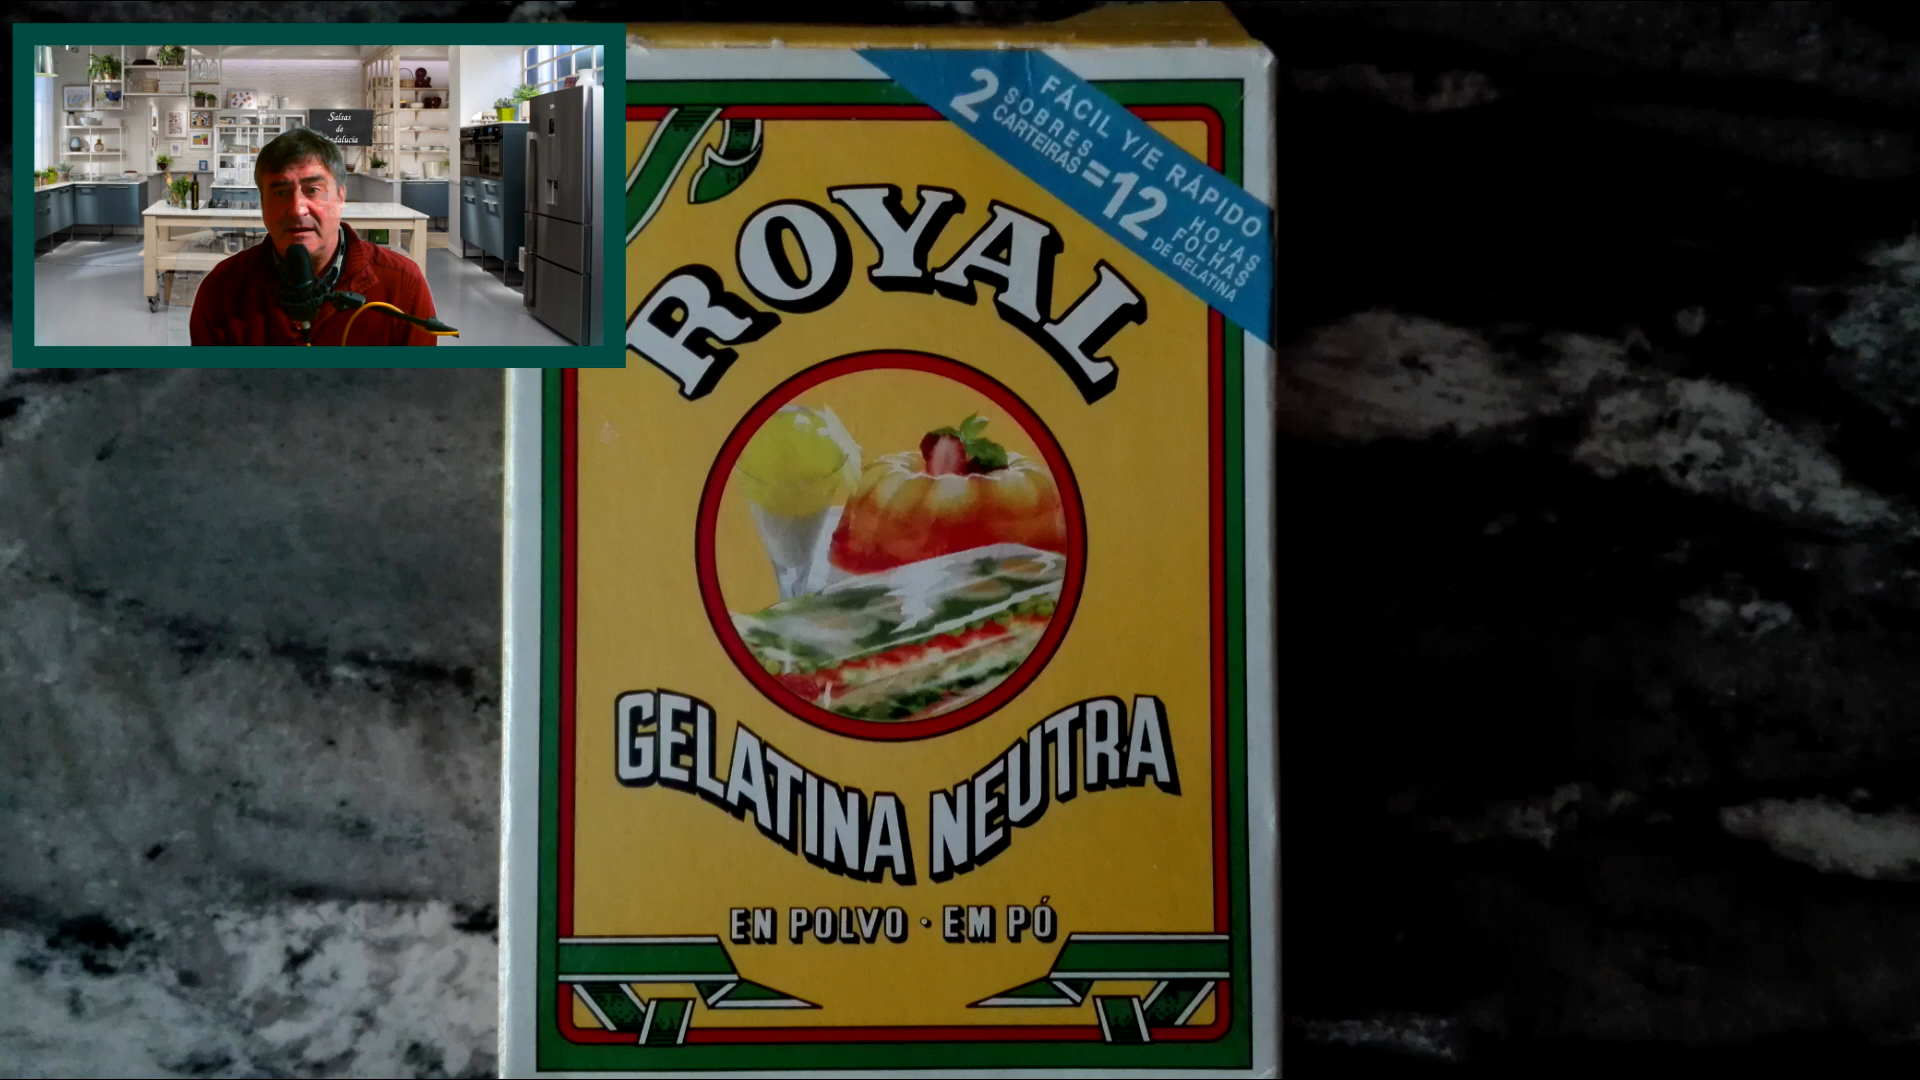 Salsas
de
FÁCIL Y/E RÁPIDO
2 SOBRES CARTEIRAS =12 HOJAS FOLHAS DE GELATINA
ROYAL
GELATINA NEUTRA
EN POLVO · EM PÓ